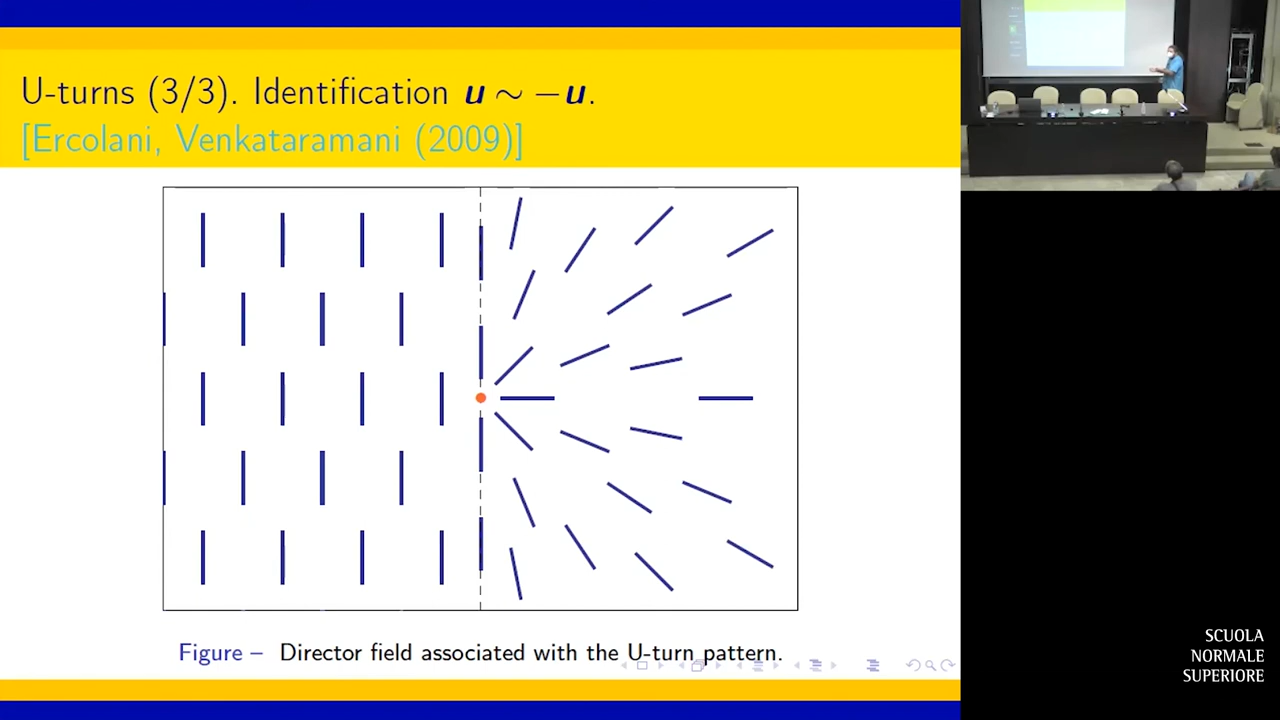 U-turns (3/3). Identification u ∼ −u.
[Ercolani, Venkataramani (2009)]
Figure – Director field associated with the U-turn pattern.
SCUOLA
NORMALE
SUPERIORE